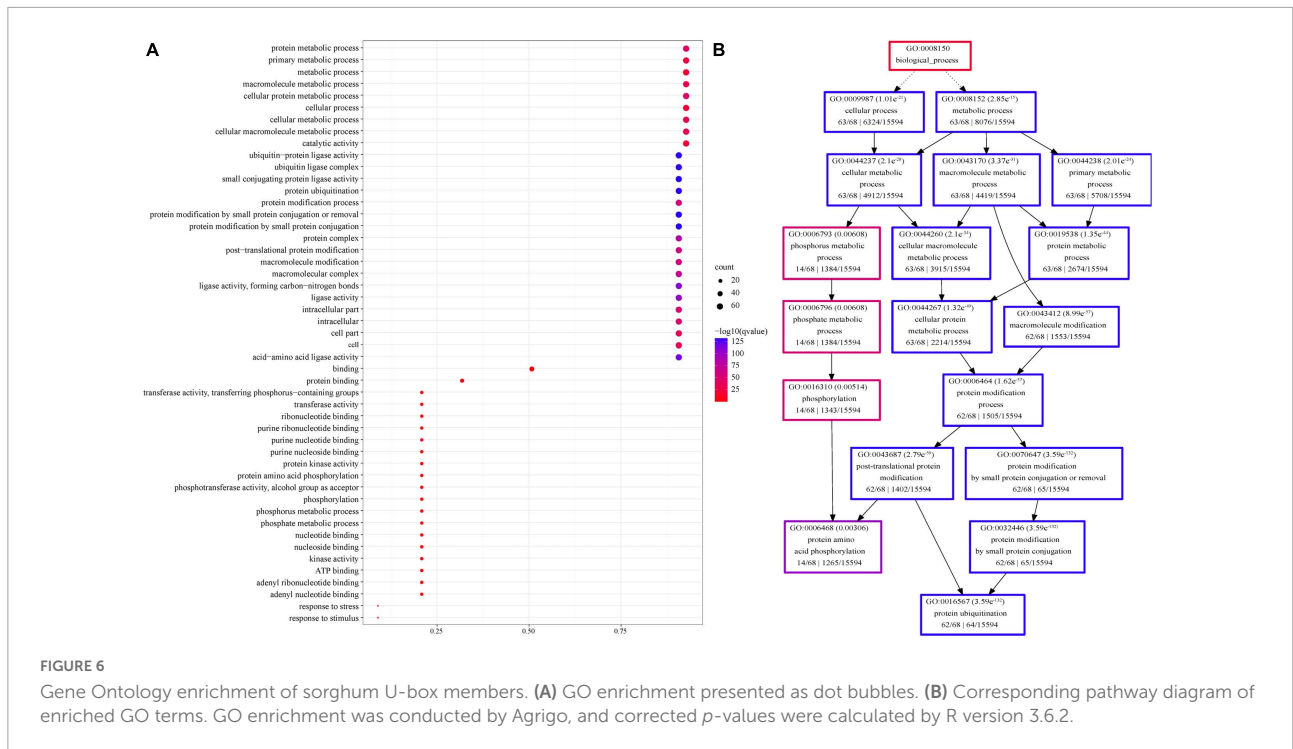 A
protein metabolic process
primary metabolic process
metabolic process
macromolecule metabolic process
cellular protein metabolic process
cellular process
cellular metabolic process
cellular macromolecule metabolic process
catalytic activity
ubiquitin−protein ligase activity
ubiquitin ligase complex
small conjugating protein ligase activity
protein ubiquitination
protein modification process
protein modification by small protein conjugation or removal
protein modification by small protein conjugation
protein complex
post−translational protein modification
macromolecule modification
macromolecular complex
ligase activity, forming carbon−nitrogen bonds
ligase activity
intracellular part
intracellular
cell part
cell
acid−amino acid ligase activity
binding
protein binding
transferase activity, transferring phosphorus−containing groups
transferase activity
ribonucleotide binding
purine ribonucleotide binding
purine nucleotide binding
purine nucleoside binding
protein kinase activity
protein amino acid phosphorylation
phosphotransferase activity, alcohol group as acceptor
phosphorylation
phosphorus metabolic process
phosphate metabolic process
nucleotide binding
nucleoside binding
kinase activity
ATP binding
adenyl ribonucleotide binding
adenyl nucleotide binding
response to stress
response to stimulus
0.25 0.50 0.75
count
20
40
60
−log10(qvalue)
125
100
75
50
25
B
GO:0008150
biological_process
GO:0009987 (1.01e-21)
cellular process
63/68 | 6324/15594
GO:0008152 (2.85e-15)
metabolic process
63/68 | 8076/15594
GO:0044237 (2.1e-28)
cellular metabolic
process
63/68 | 4912/15594
GO:0043170 (3.37e-31)
macromolecule metabolic
process
63/68 | 4419/15594
GO:0044238 (2.01e-24)
primary metabolic
process
63/68 | 5708/15594
GO:0006793 (0.00608)
phosphorus metabolic
process
14/68 | 1384/15594
GO:0044260 (2.1e-34)
cellular macromolecule
metabolic process
63/68 | 3915/15594
GO:0019538 (1.35e-44)
protein metabolic
process
63/68 | 2674/15594
GO:0006796 (0.00608)
phosphate metabolic
process
14/68 | 1384/15594
GO:0044267 (1.32e-49)
cellular protein
metabolic process
63/68 | 2214/15594
GO:0043412 (8.99e-57)
macromolecule modification
62/68 | 1553/15594
GO:0016310 (0.00514)
phosphorylation
14/68 | 1343/15594
GO:0006464 (1.62e-57)
protein modification
process
62/68 | 1505/15594
GO:0043687 (2.79e-59)
post-translational protein
modification
62/68 | 1402/15594
GO:0070647 (3.59e-132)
protein modification
by small protein conjugation or removal
62/68 | 65/15594
GO:0006468 (0.00306)
protein amino
acid phosphorylation
14/68 | 1265/15594
GO:0032446 (3.59e-132)
protein modification
by small protein conjugation
62/68 | 65/15594
GO:0016567 (3.59e-132)
protein ubiquitination
62/68 | 64/15594
FIGURE 6
Gene Ontology enrichment of sorghum U-box members. (A) GO enrichment presented as dot bubbles. (B) Corresponding pathway diagram of
enriched GO terms. GO enrichment was conducted by Agrigo, and corrected p-values were calculated by R version 3.6.2.